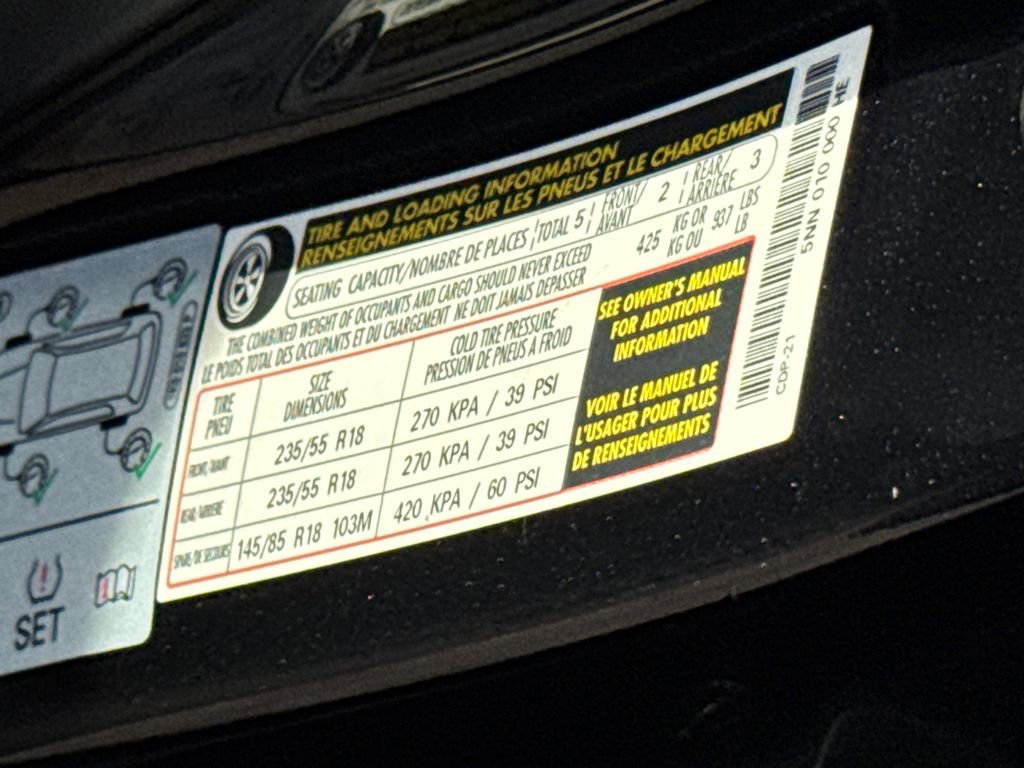 TIRE AND LOADING INFORMATION
RENSEIGNEMENTS SUR LES PNEUS ET LE CHARGEMENT
SEATING CAPACITY/NOMBRE DE PLACES TOTAL 5 FRONT/AVANT 2 REAR/ARRIÈRE 3
THE COMBINED WEIGHT OF OCCUPANTS AND CARGO SHOULD NEVER EXCEED 425 KG OR 937 LBS
LE POIDS TOTAL DES OCCUPANTS ET DU CHARGEMENT NE DOIT JAMAIS DEPASSER KG OU LB
TIRE PNEU SIZE DIMENSIONS COLD TIRE PRESSURE PRESSION DE PNEUS À FROID
FRONT/AVANT 235/55 R18 270 KPA / 39 PSI
REAR/ARRIERE 235/55 R18 270 KPA / 39 PSI
SPARE/DE SECOURS 145/85 R18 103M 420 KPA / 60 PSI
SEE OWNER'S MANUAL
FOR ADDITIONAL
INFORMATION
VOIR LE MANUEL DE
L'USAGER POUR PLUS
DE RENSEIGNEMENTS
5NN 010 000 HE
CDP-21
SET